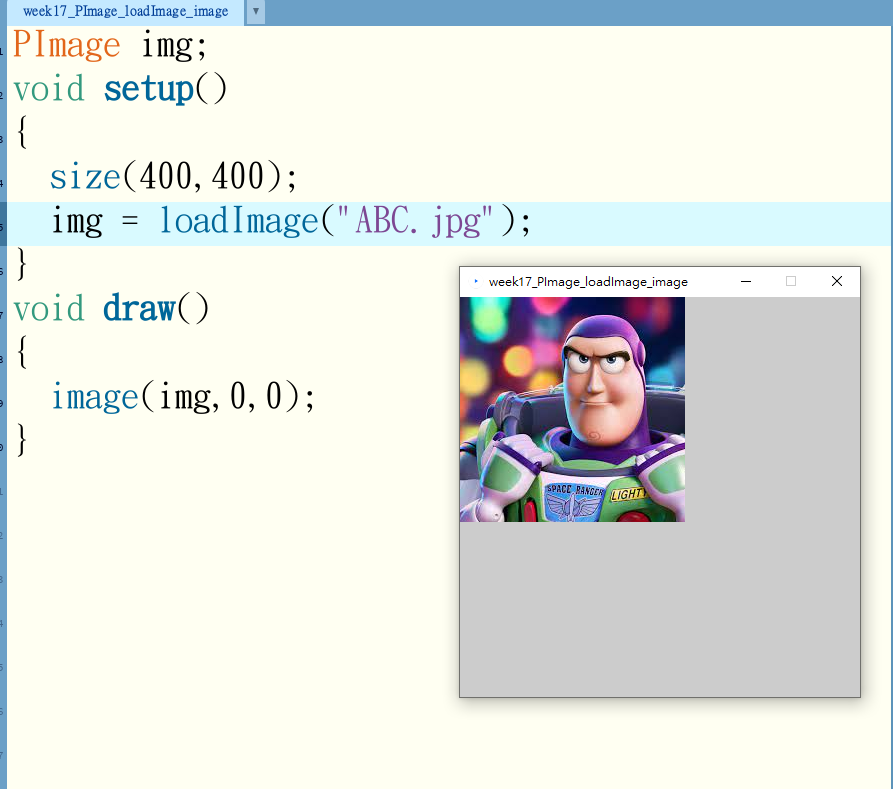 week17_PImage_loadImage_image
PImage img;
void setup()
{
  size(400,400);
  img = loadImage("ABC.jpg");
}
void draw()
{
  image(img,0,0);
}
week17_PImage_loadImage_image
SPACE RANGER
LIGHTY